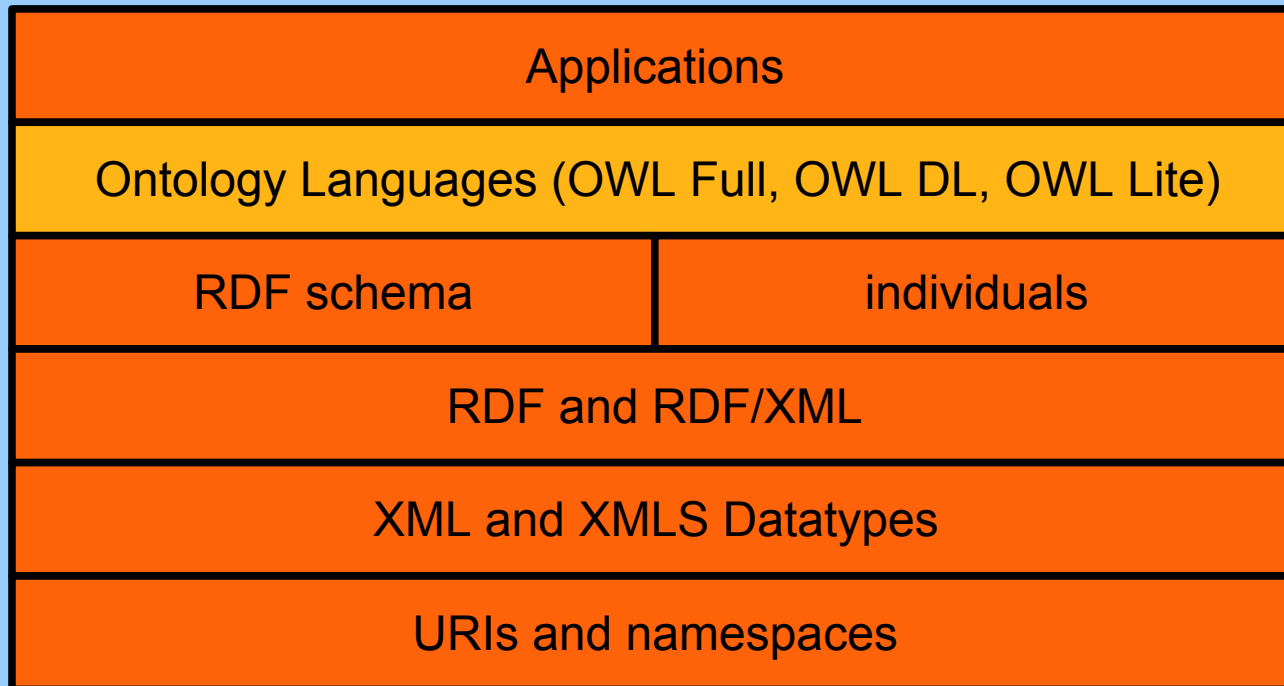 Applications
Ontology Languages (OWL Full, OWL DL, OWL Lite)
RDF schema
individuals
RDF and RDF/XML
XML and XMLS Datatypes
URIs and namespaces